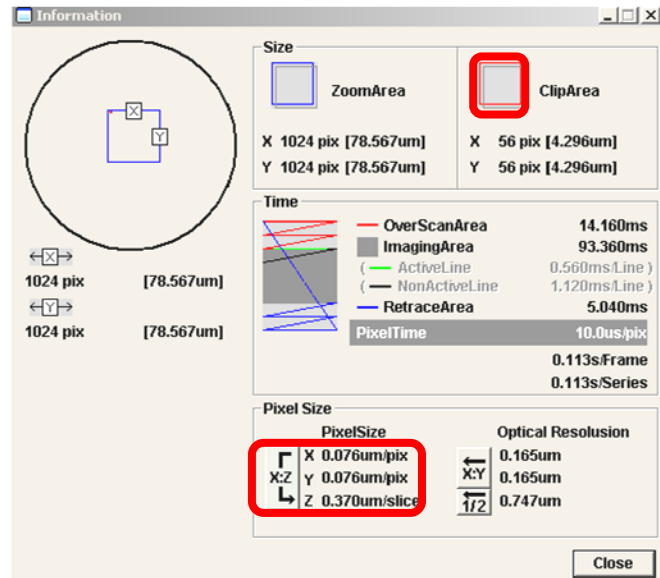 Information
X
Y
←X→
1024 pix [78.567um]
←Y→
1024 pix [78.567um]
Size
ZoomArea
X 1024 pix [78.567um]
Y 1024 pix [78.567um]
ClipArea
X 56 pix [4.296um]
Y 56 pix [4.296um]
Time
OverScanArea 14.160ms
ImagingArea 93.360ms
( ActiveLine 0.560ms/Line )
( NonActiveLine 1.120ms/Line )
RetraceArea 5.040ms
PixelTime 10.0us/pix
0.113s/Frame
0.113s/Series
Pixel Size
PixelSize
X:Z
X 0.076um/pix
Y 0.076um/pix
Z 0.370um/slice
Optical Resolusion
X:Y
1/2
0.165um
0.165um
0.747um
Close